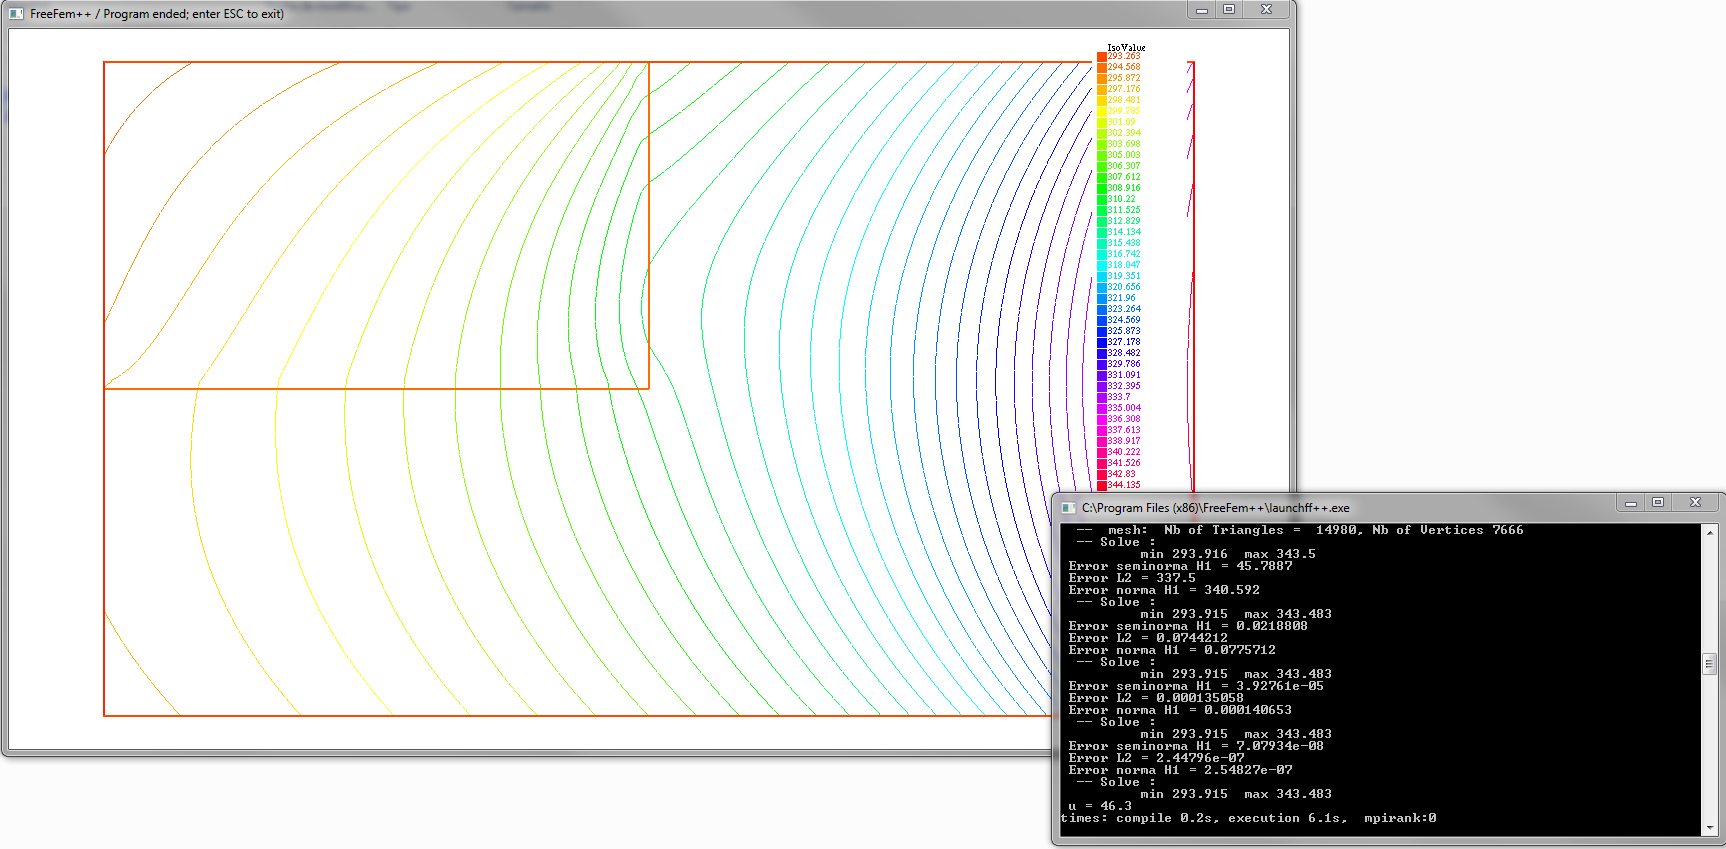 FreeFem++ / Program ended; enter ESC to exit)
IsoValue
293.263
294.568
295.872
297.176
298.481
299.785
301.09
302.394
303.698
305.003
306.307
307.612
308.916
310.22
311.525
312.829
314.134
315.438
316.742
318.047
319.351
320.656
321.96
323.264
324.569
325.873
327.178
328.482
329.786
331.091
332.395
333.7
335.004
336.308
337.613
338.917
340.222
341.526
342.83
344.135
C:\Program Files (x86)\FreeFem++\launchff++.exe
-- mesh: Nb of Triangles = 14980, Nb of Vertices 7666
-- Solve :
min 293.916 max 343.5
Error seminorma H1 = 45.7887
Error L2 = 337.5
Error norma H1 = 340.592
-- Solve :
min 293.915 max 343.483
Error seminorma H1 = 0.0218808
Error L2 = 0.0744212
Error norma H1 = 0.0775712
-- Solve :
min 293.915 max 343.483
Error seminorma H1 = 3.92761e-05
Error L2 = 0.000135058
Error norma H1 = 0.000140653
-- Solve :
min 293.915 max 343.483
Error seminorma H1 = 7.07934e-08
Error L2 = 2.44796e-07
Error norma H1 = 2.54827e-07
-- Solve :
min 293.915 max 343.483
u = 46.3
times: compile 0.2s, execution 6.1s, mpirank:0